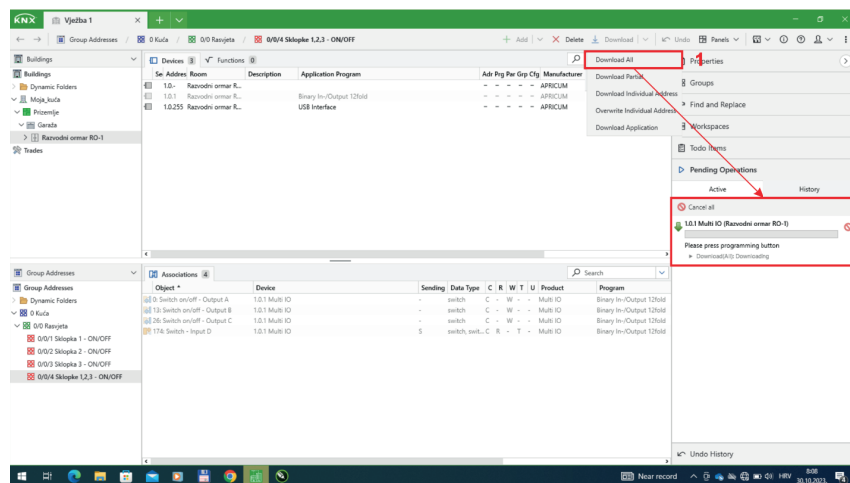 KNX Vježba 1
Group Addresses / 0 Kuća / 0/0 Rasvjeta / 0/0/4 Sklopke 1,2,3 - ON/OFF
Add Delete Download Undo Panels
Buildings
Buildings
Dynamic Folders
Moja_kuća
Prizemlje
Garaža
Razvodni ormar RO-1
Trades
Devices 3 Functions 0
Address Room Description Application Program Adr Prg Par Grp Cfg Manufacturer
1.0.- Razvodni ormar R... - - - - - APRICUM
1.0.1 Razvodni ormar R... Binary In-/Output 12fold - - - - - APRICUM
1.0.255 Razvodni ormar R... USB Interface - - - - - APRICUM
Download All
1
Download Partial
Download Individual Address
Overwrite Individual Address
Download Application
Properties
Groups
Find and Replace
Workspaces
Todo Items
Pending Operations
Active History
Cancel all
1.0.1 Multi IO (Razvodni ormar RO-1)
Please press programming button
Download(All): Downloading
Group Addresses
Group Addresses
Dynamic Folders
0 Kuća
0/0 Rasvjeta
0/0/1 Sklopka 1 - ON/OFF
0/0/2 Sklopka 2 - ON/OFF
0/0/3 Sklopka 3 - ON/OFF
0/0/4 Sklopke 1,2,3 - ON/OFF
Associations 4
Search
Object Device Sending Data Type C R W T U Product Program
0: Switch on/off - Output A 1.0.1 Multi IO - switch C - W - - Multi IO Binary In-/Output 12fold
13: Switch on/off - Output B 1.0.1 Multi IO - switch C - W - - Multi IO Binary In-/Output 12fold
26: Switch on/off - Output C 1.0.1 Multi IO - switch C - W - - Multi IO Binary In-/Output 12fold
174: Switch - Input D 1.0.1 Multi IO S switch, swit... C R - T - Multi IO Binary In-/Output 12fold
Undo History
Near record HRV 8:08
30.10.2023.